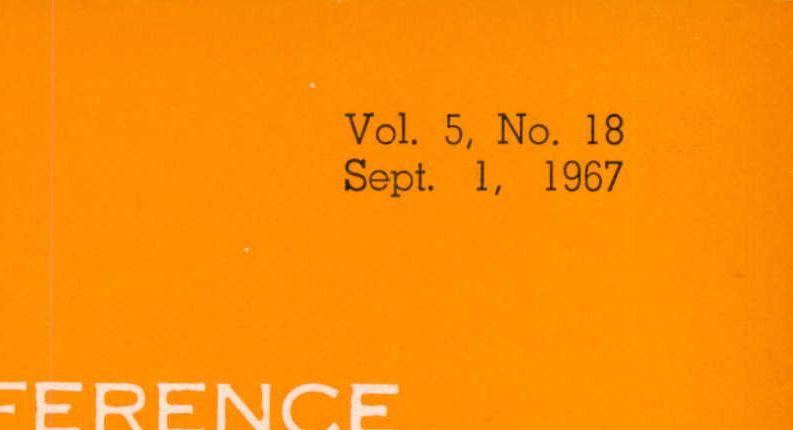 Vol. 5, No. 18
Sept. 1, 1967
FERENCE